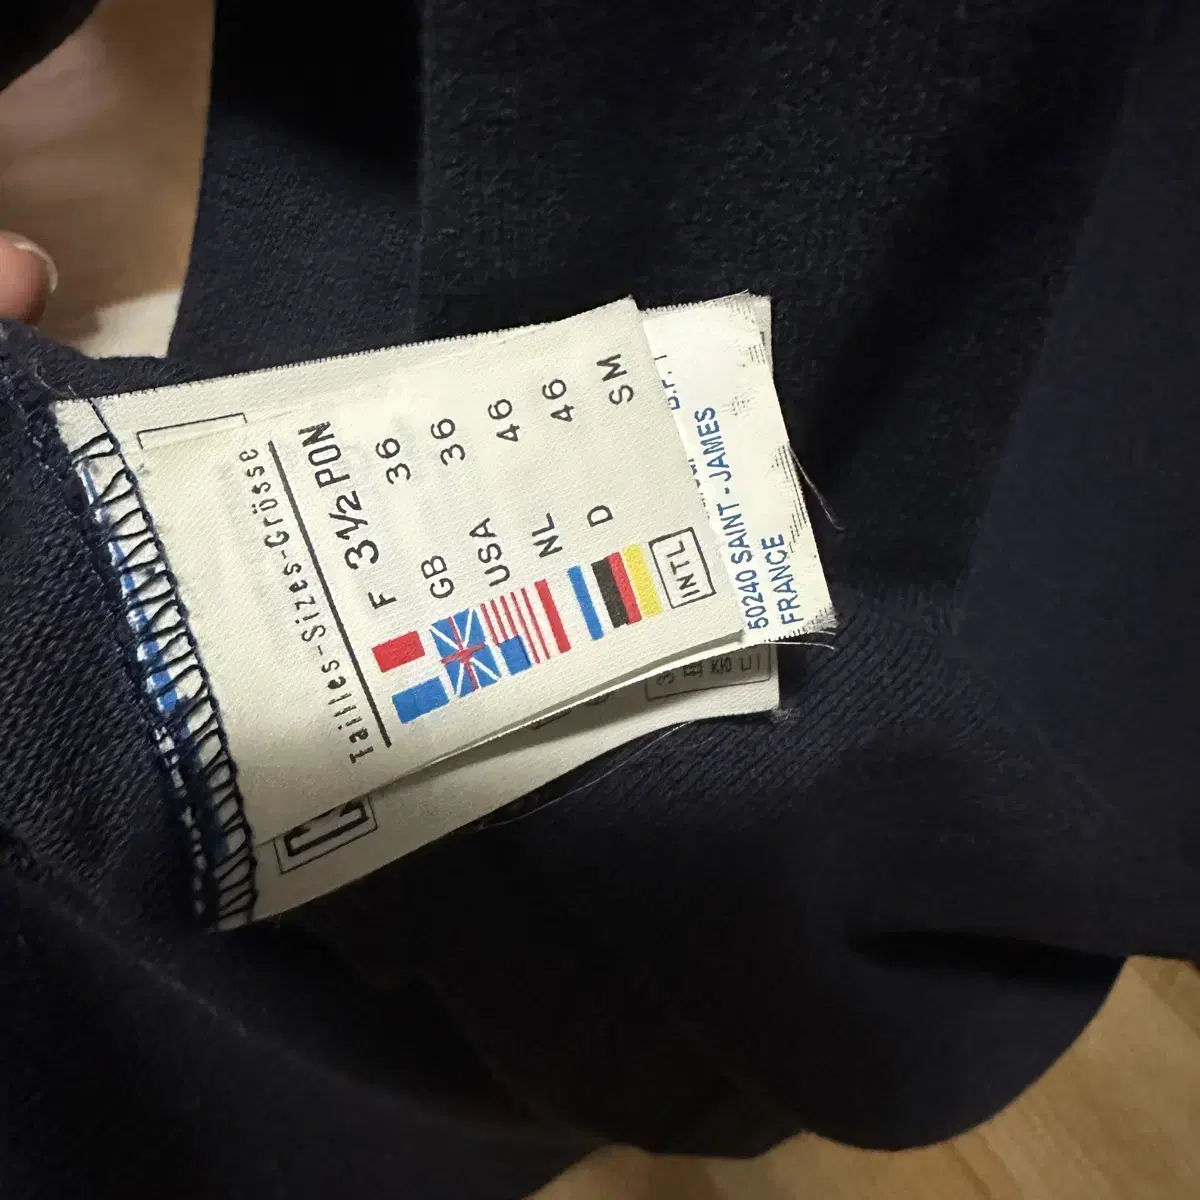 Tailles-Sizes-Grösse
F 3½ PON
GB 36
USA 36
NL 46
D 46
INTL SM
B.P. 1
50240 SAINT-JAMES
FRANCE